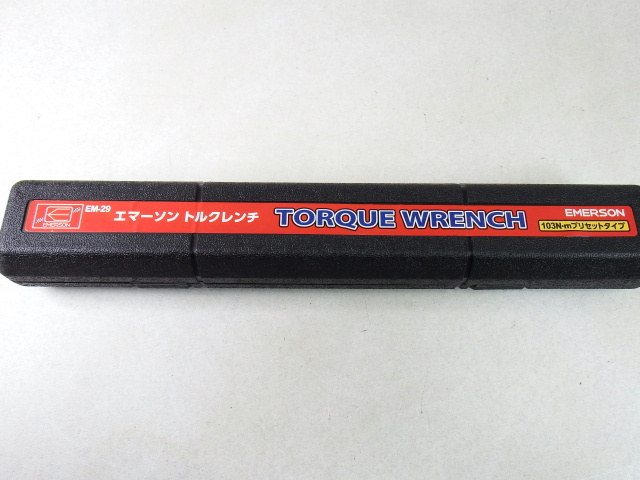 EMERSON
EM-29
エマーソン トルクレンチ
TORQUE WRENCH
EMERSON
103N・mプリセットタイプ